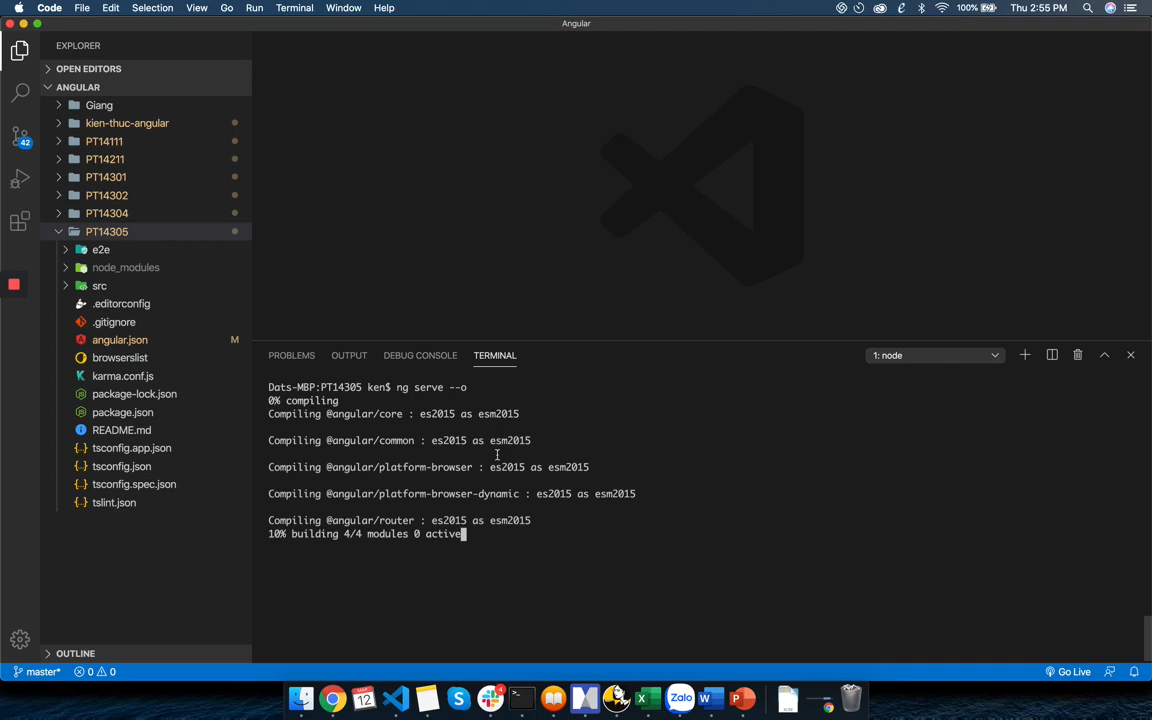 Code File Edit Selection View Go Run Terminal Window Help 100% Thu 2:55 PM
Angular
EXPLORER
OPEN EDITORS
ANGULAR
Giang
kien-thuc-angular
PT14111
PT14211
PT14301
PT14302
PT14304
PT14305
e2e
node_modules
src
.editorconfig
.gitignore
angular.json M
browserslist
karma.conf.js
package-lock.json
package.json
README.md
tsconfig.app.json
tsconfig.json
tsconfig.spec.json
tslint.json
OUTLINE
42
PROBLEMS OUTPUT DEBUG CONSOLE TERMINAL 1: node
Dats-MBP:PT14305 ken$ ng serve --o
0% compiling
Compiling @angular/core : es2015 as esm2015
Compiling @angular/common : es2015 as esm2015
Compiling @angular/platform-browser : es2015 as esm2015
Compiling @angular/platform-browser-dynamic : es2015 as esm2015
Compiling @angular/router : es2015 as esm2015
10% building 4/4 modules 0 active
master* 0 0 Go Live
12
4
Zalo